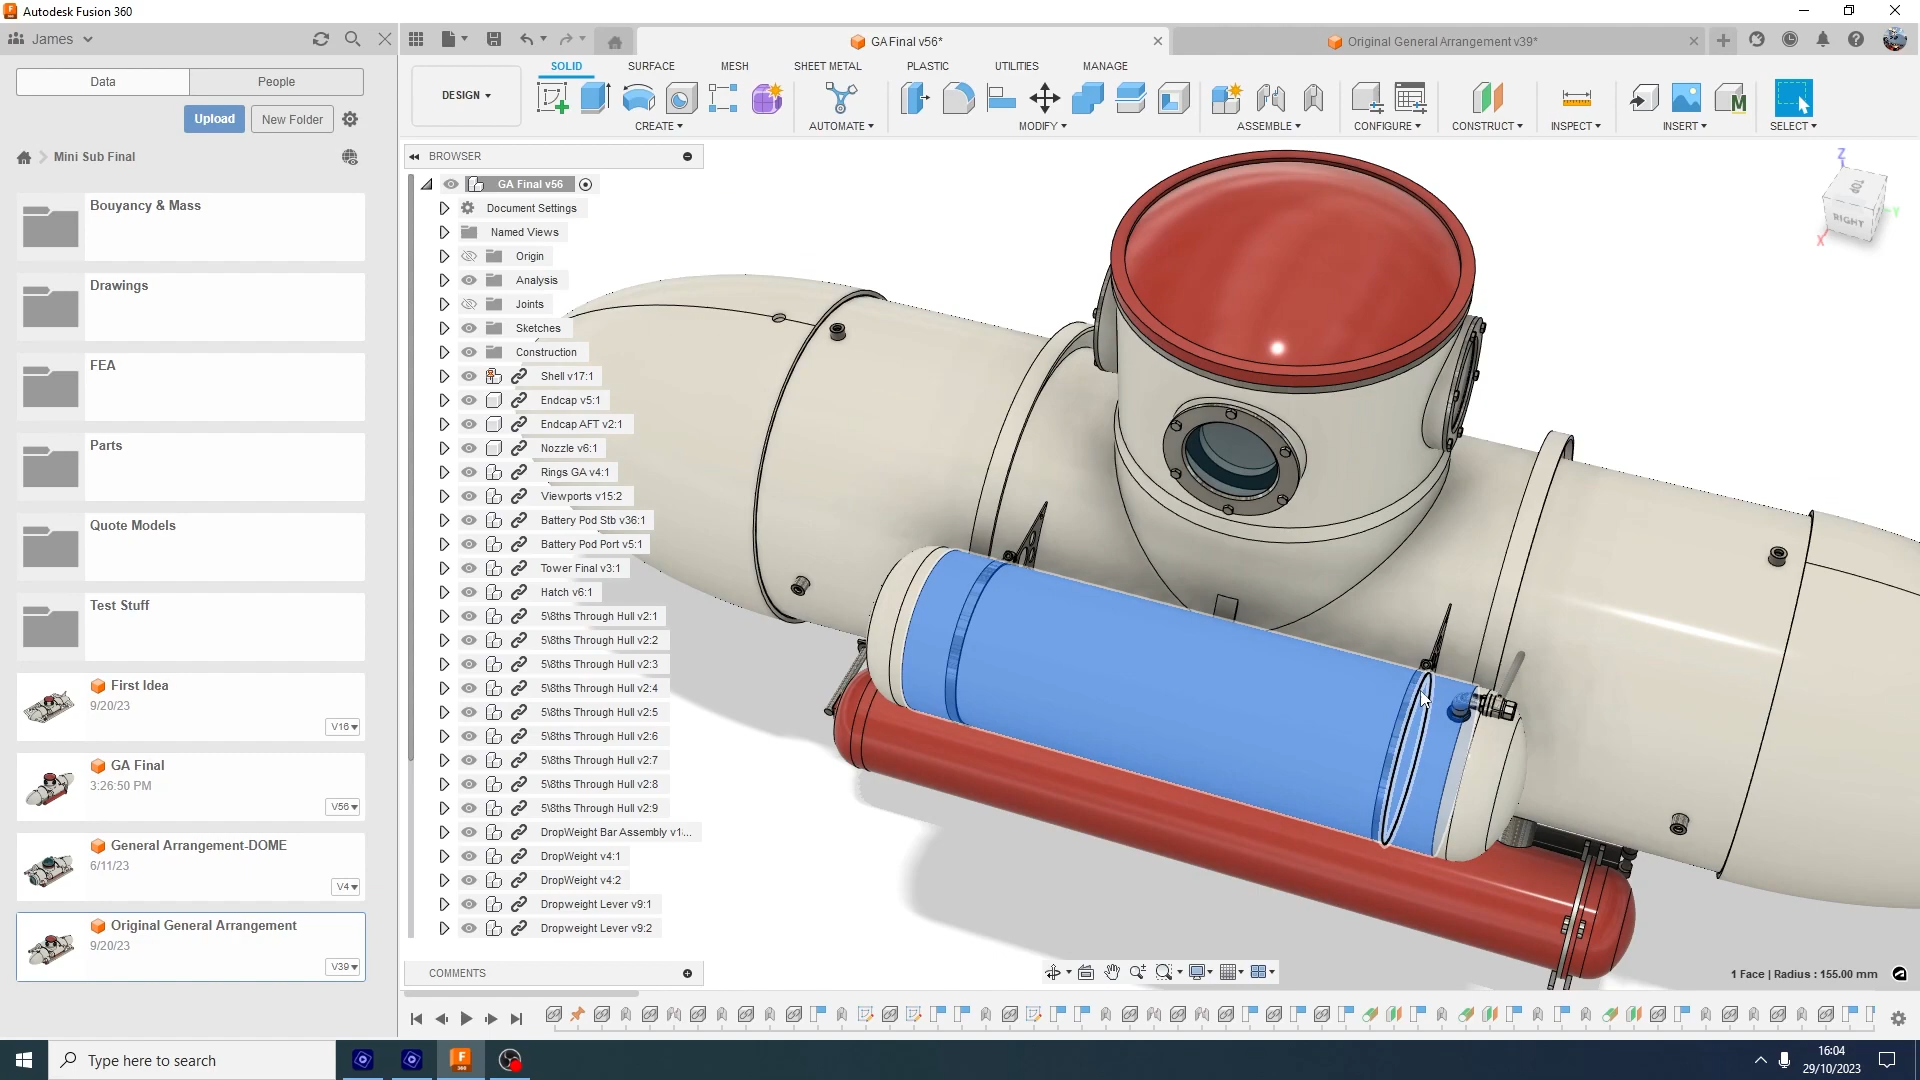 Autodesk Fusion 360
James
GA Final v56*
Original General Arrangement v39*
Data
People
Upload
New Folder
Mini Sub Final
Bouyancy & Mass
Drawings
FEA
Parts
Quote Models
Test Stuff
First Idea
9/20/23
V16
GA Final
3:26:50 PM
V56
General Arrangement-DOME
6/11/23
V4
Original General Arrangement
9/20/23
V39
DESIGN
SOLID
SURFACE
MESH
SHEET METAL
PLASTIC
UTILITIES
MANAGE
CREATE
AUTOMATE
MODIFY
ASSEMBLE
CONFIGURE
CONSTRUCT
INSPECT
INSERT
SELECT
BROWSER
GA Final v56
Document Settings
Named Views
Origin
Analysis
Joints
Sketches
Construction
Shell v17:1
Endcap v5:1
Endcap AFT v2:1
Nozzle v6:1
Rings GA v4:1
Viewports v15:2
Battery Pod Stb v36:1
Battery Pod Port v5:1
Tower Final v3:1
Hatch v6:1
5\8ths Through Hull v2:1
5\8ths Through Hull v2:2
5\8ths Through Hull v2:3
5\8ths Through Hull v2:4
5\8ths Through Hull v2:5
5\8ths Through Hull v2:6
5\8ths Through Hull v2:7
5\8ths Through Hull v2:8
5\8ths Through Hull v2:9
DropWeight Bar Assembly v1...
DropWeight v4:1
DropWeight v4:2
Dropweight Lever v9:1
Dropweight Lever v9:2
COMMENTS
Z
TOP
RIGHT
X
Y
1 Face | Radius : 155.00 mm
Type here to search
16:04
29/10/2023